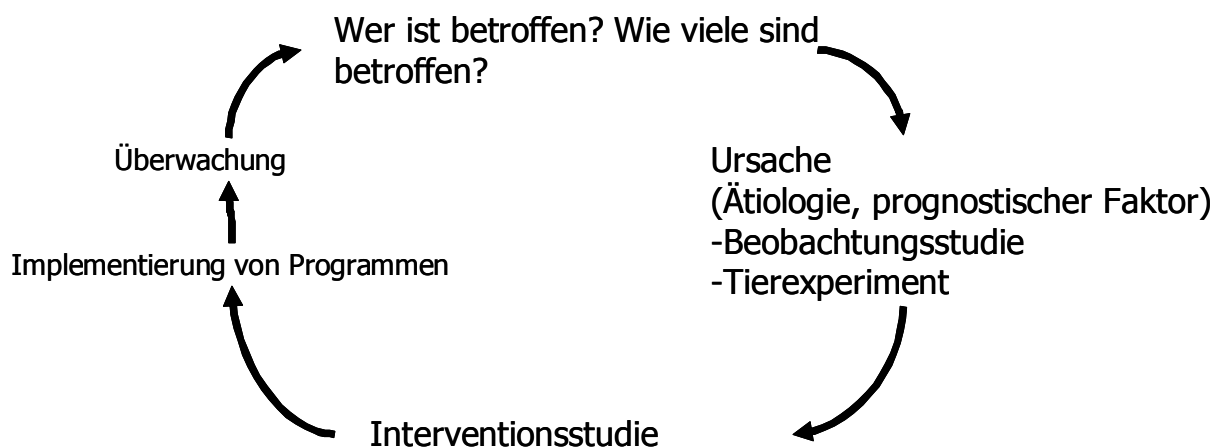 Wer ist betroffen? Wie viele sind
betroffen?
Ursache
(Ätiologie, prognostischer Faktor)
-Beobachtungsstudie
-Tierexperiment
Interventionsstudie
Implementierung von Programmen
Überwachung